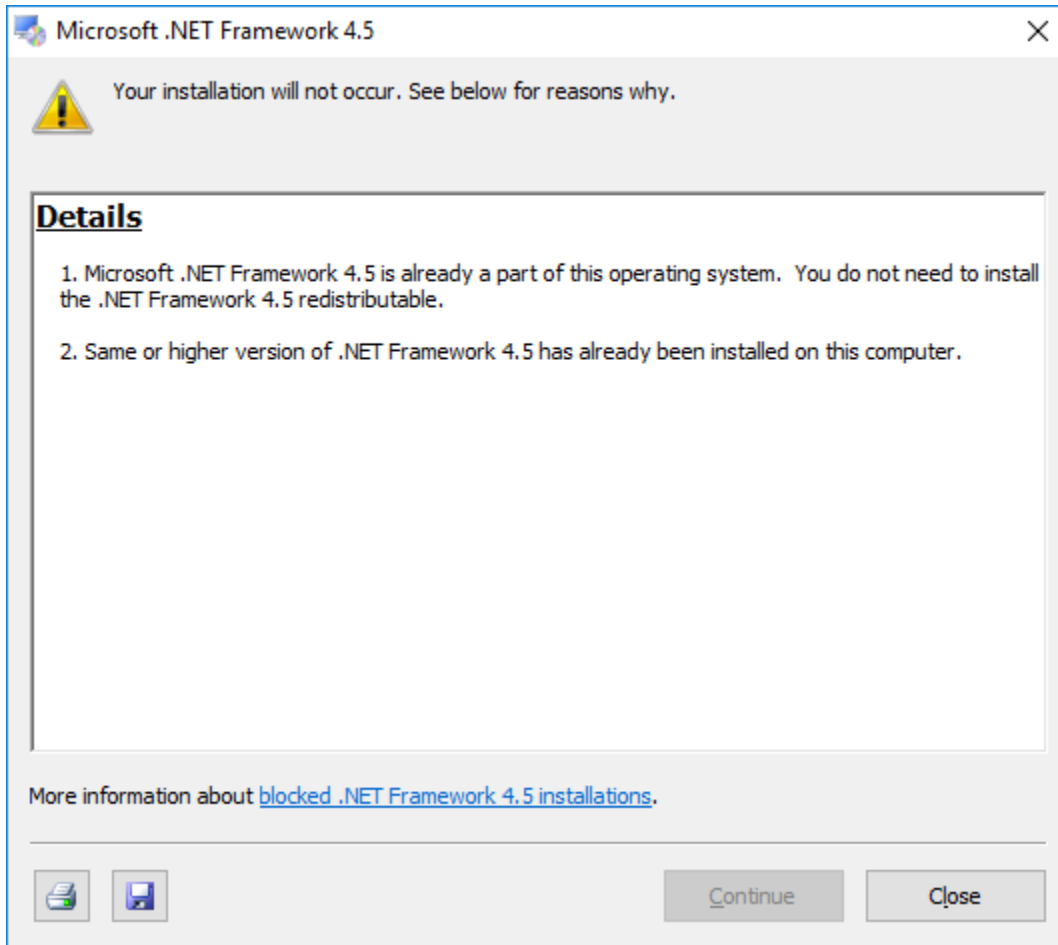 Microsoft .NET Framework 4.5
Your installation will not occur. See below for reasons why.
Details
1. Microsoft .NET Framework 4.5 is already a part of this operating system.  You do not need to install
the .NET Framework 4.5 redistributable.
2. Same or higher version of .NET Framework 4.5 has already been installed on this computer.
More information about blocked .NET Framework 4.5 installations.
Continue
Close